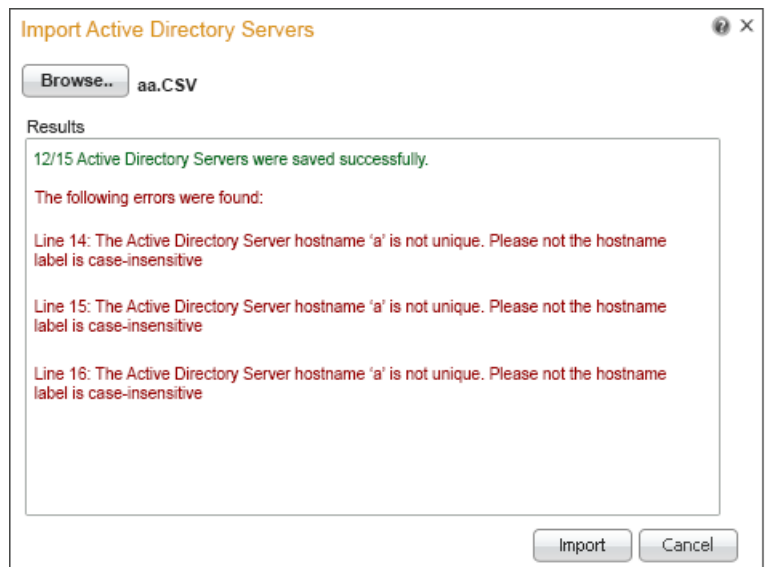 Import Active Directory Servers
Browse.. aa.CSV
Results
12/15 Active Directory Servers were saved successfully.
The following errors were found:
Line 14: The Active Directory Server hostname ‘a’ is not unique. Please not the hostname
label is case-insensitive
Line 15: The Active Directory Server hostname ‘a’ is not unique. Please not the hostname
label is case-insensitive
Line 16: The Active Directory Server hostname ‘a’ is not unique. Please not the hostname
label is case-insensitive
Import Cancel